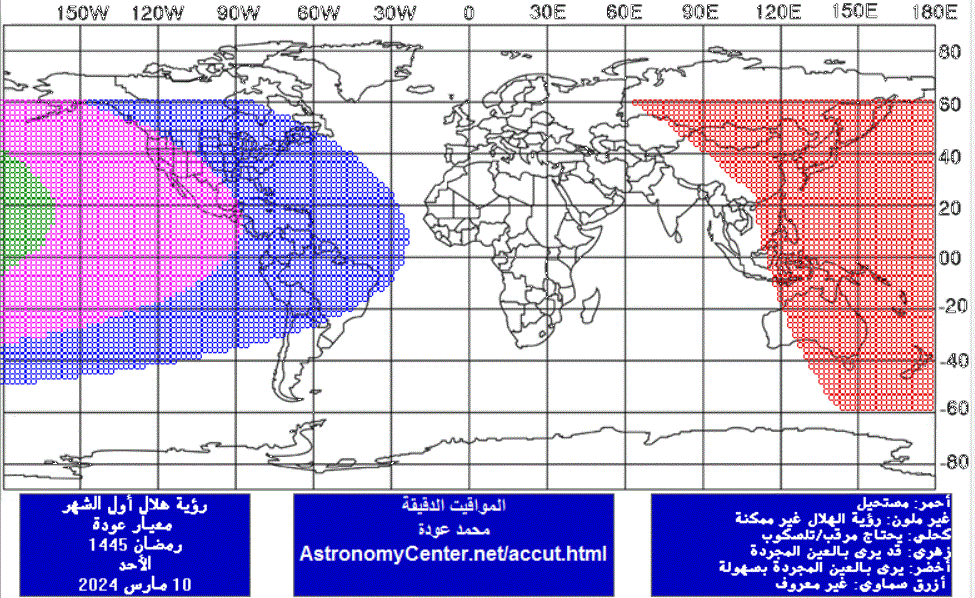 150W 120W 90W 60W 30W 0 30E 60E 90E 120E 150E 180E
80
60
40
20
00
-20
-40
-60
-80
رؤية هلال أول الشهر
معيار عودة
رمضان 1445
الأحد
10 مارس 2024
المواقيت الدقيقة
محمد عودة
AstronomyCenter.net/accut.html
أحمر: مستحيل
غير ملون: رؤية الهلال غير ممكنة
كحلي: يحتاج مرقب/تلسكوب
زهري: قد يرى بالعين المجردة
أخضر: يرى بالعين المجردة بسهولة
أزرق سماوي: غير معروف